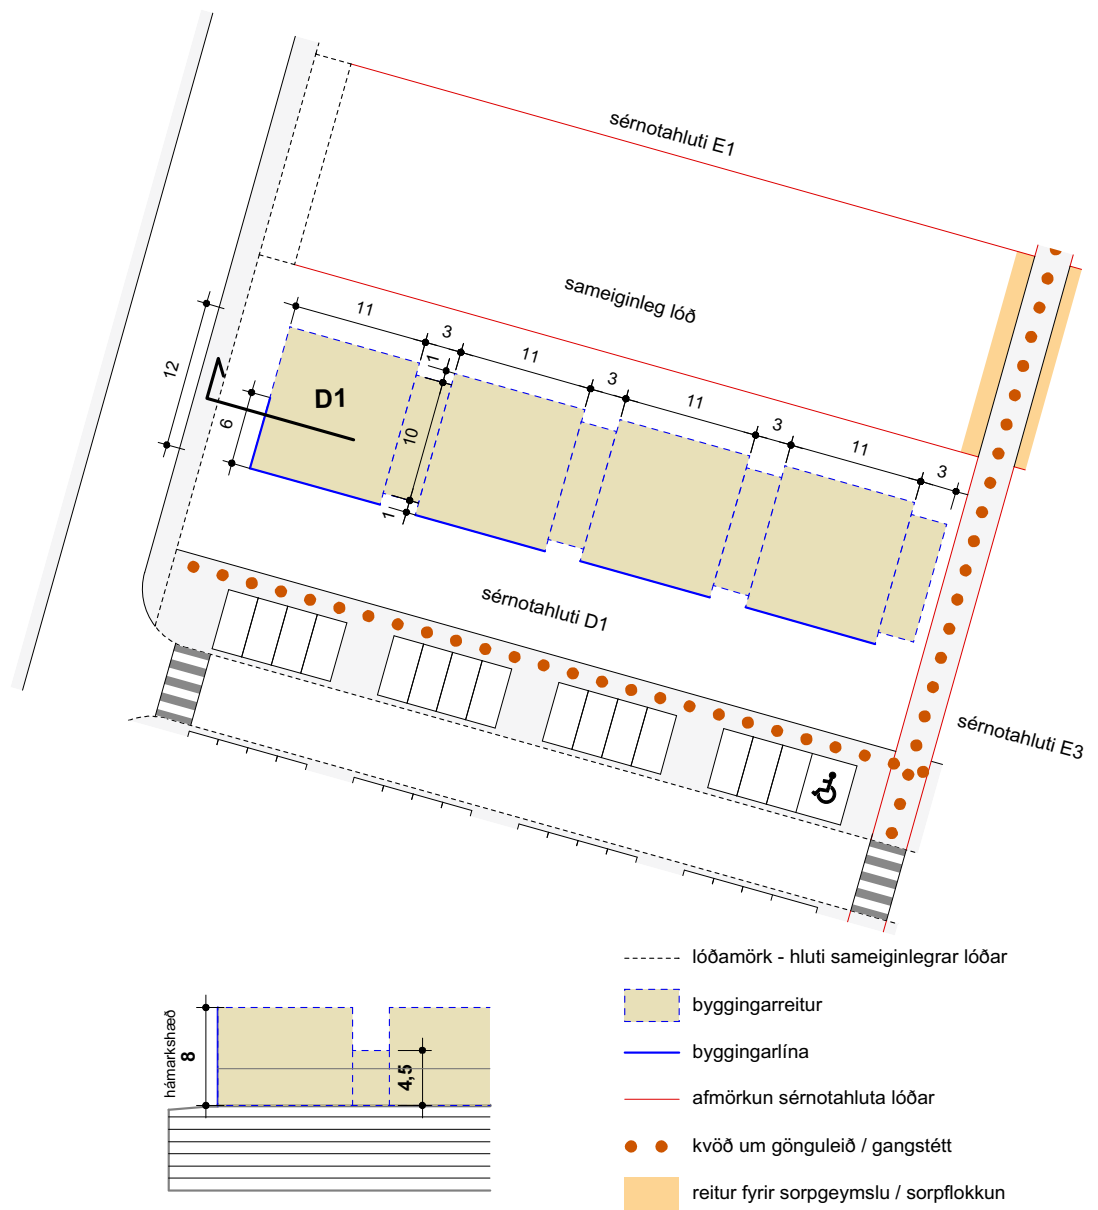 sérnotahluti E1
sameiginleg lóð
11
3
11
3
11
3
11
3
12
6
D1
1
10
1
sérnotahluti D1
sérnotahluti E3
lóðamörk - hluti sameiginlegrar lóðar
byggingarreitur
byggingarlína
afmörkun sérnotahluta lóðar
kvöð um gönguleið / gangstétt
reitur fyrir sorpgeymslu / sorpflokkun
hámarkshæð
8
4,5